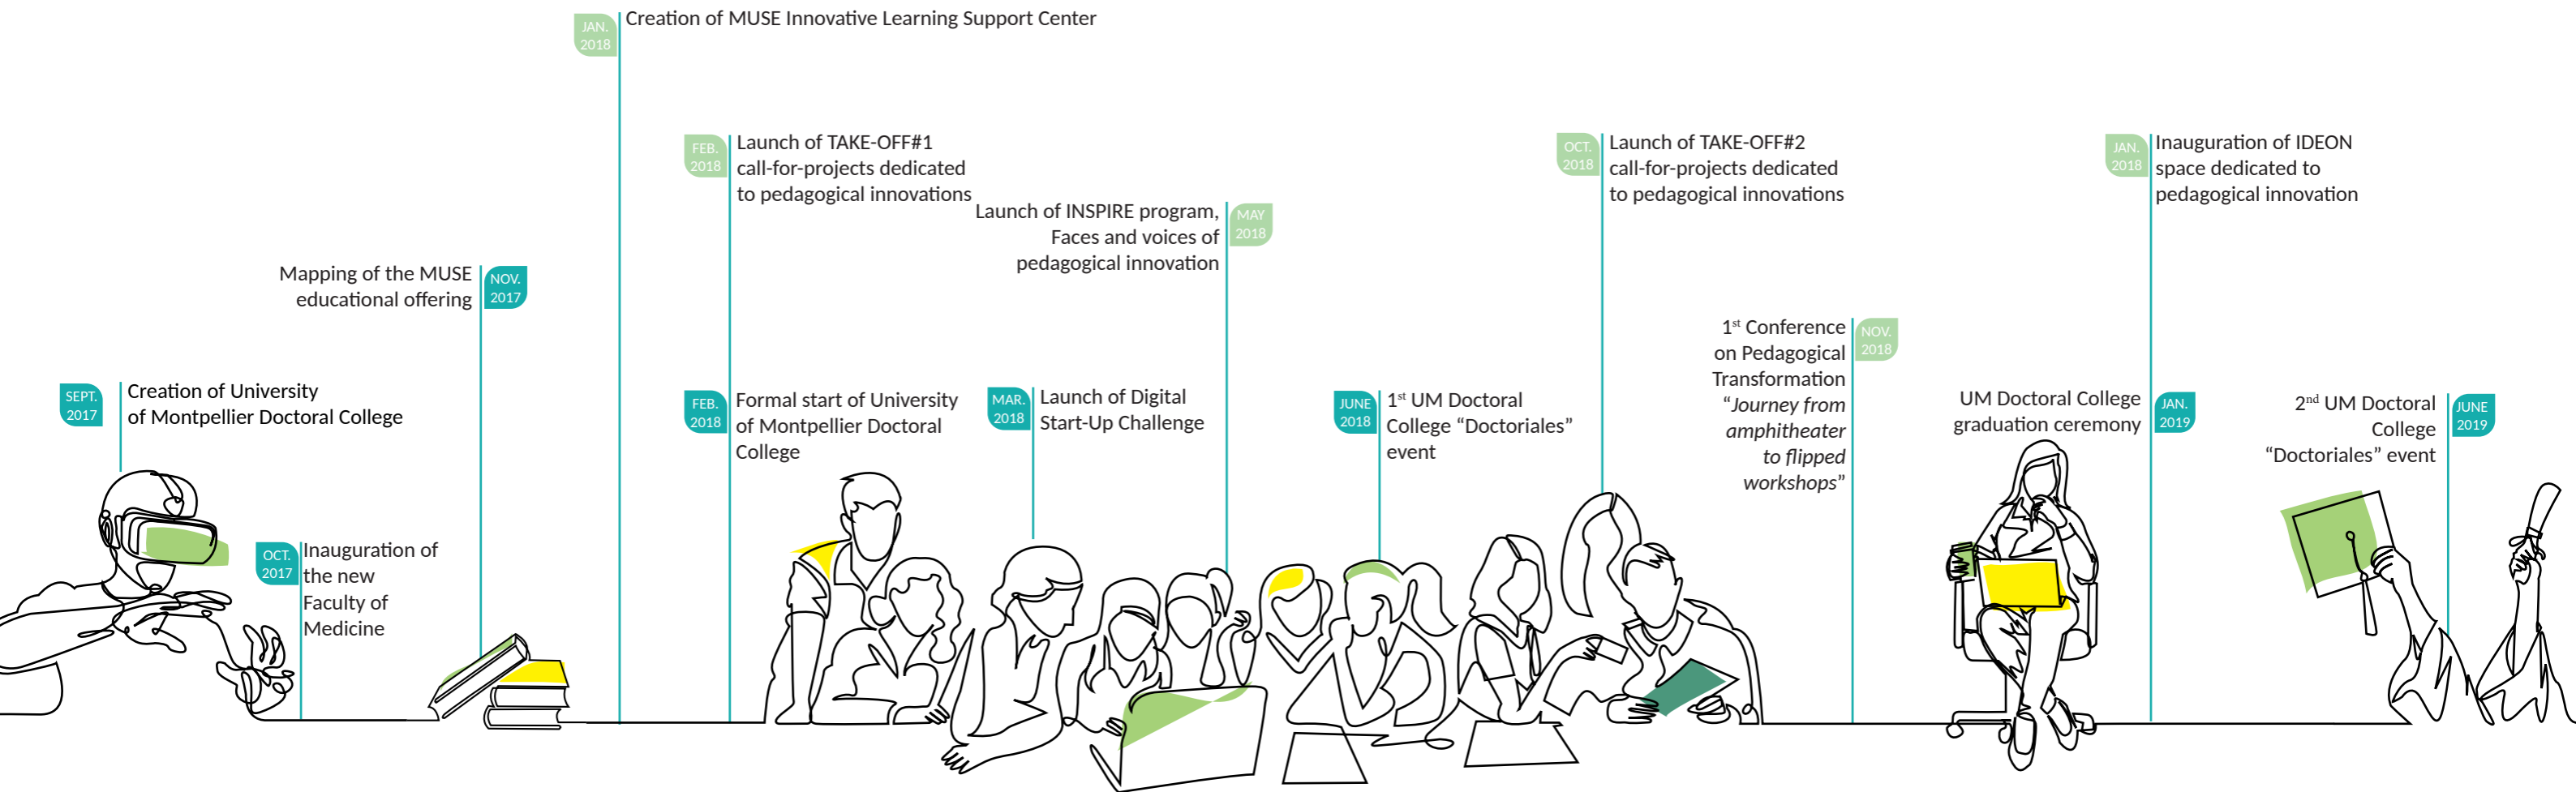 SEPT.
2017
Creation of University
of Montpellier Doctoral College
OCT.
2017
Inauguration of
the new
Faculty of
Medicine
Mapping of the MUSE
educational offering
NOV.
2017
JAN.
2018
Creation of MUSE Innovative Learning Support Center
FEB.
2018
Launch of TAKE-OFF#1
call-for-projects dedicated
to pedagogical innovations
FEB.
2018
Formal start of University
of Montpellier Doctoral
College
MAR.
2018
Launch of Digital
Start-Up Challenge
Launch of INSPIRE program,
Faces and voices of
pedagogical innovation
MAY
2018
JUNE
2018
1st UM Doctoral
College “Doctoriales”
event
OCT.
2018
Launch of TAKE-OFF#2
call-for-projects dedicated
to pedagogical innovations
1st Conference
on Pedagogical
Transformation
“Journey from
amphitheater
to flipped
workshops”
NOV.
2018
JAN.
2018
Inauguration of IDEON
space dedicated to
pedagogical innovation
UM Doctoral College
graduation ceremony
JAN.
2019
2nd UM Doctoral
College
“Doctoriales” event
JUNE
2019